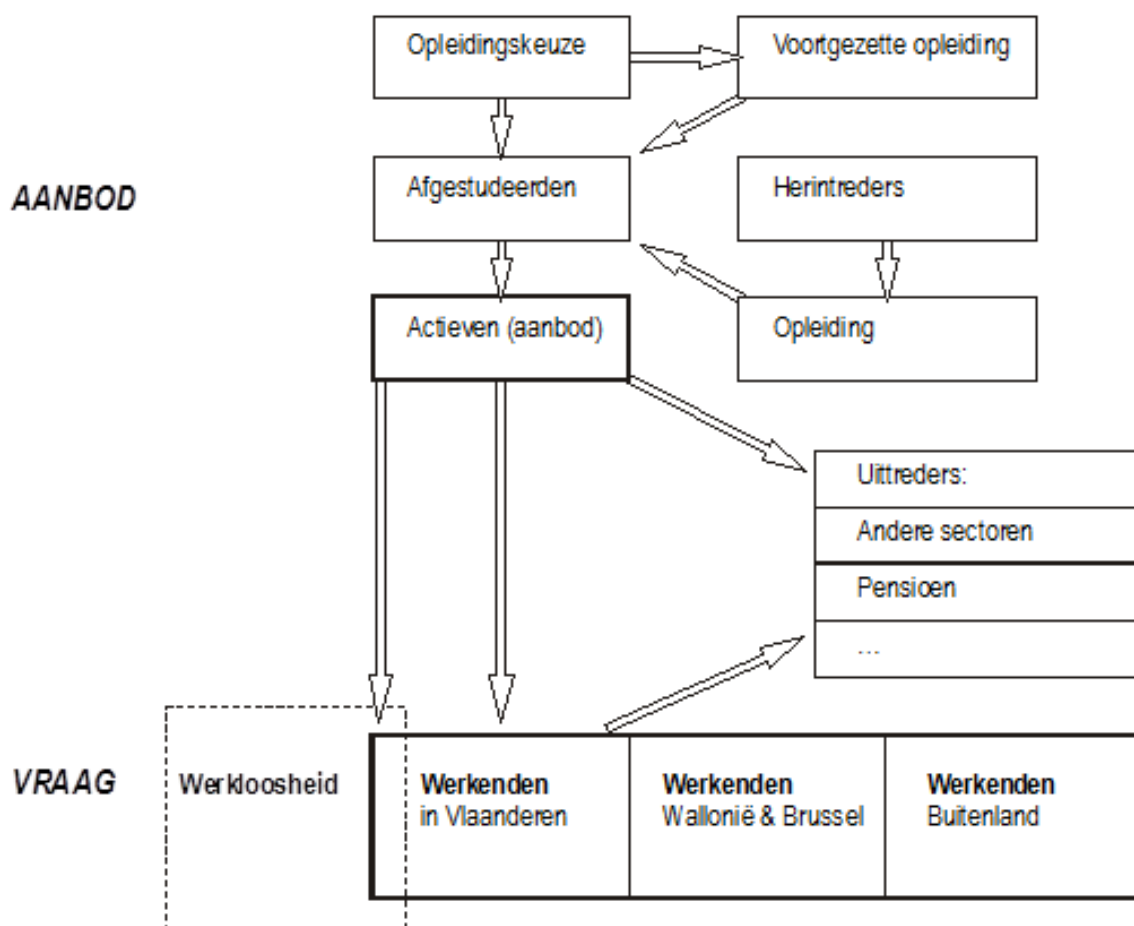 Opleidingskeuze
Voortgezette opleiding
AANBOD
Afgestudeerden
Herintreders
Actieven (aanbod)
Opleiding
Uittreders:
Andere sectoren
Pensioen
...
VRAAG
Werkloosheid
Werkenden
in Vlaanderen
Werkenden
Wallonië & Brussel
Werkenden
Buitenland